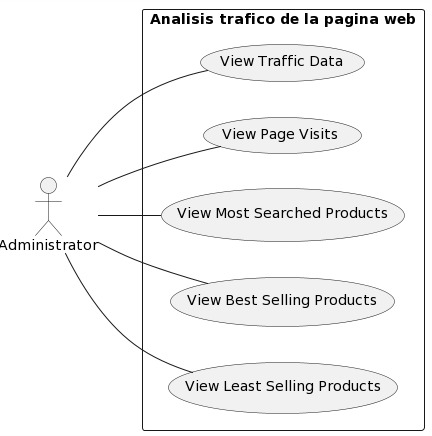 Analisis trafico de la pagina web
View Traffic Data
View Page Visits
View Most Searched Products
Administrator
View Best Selling Products
View Least Selling Products